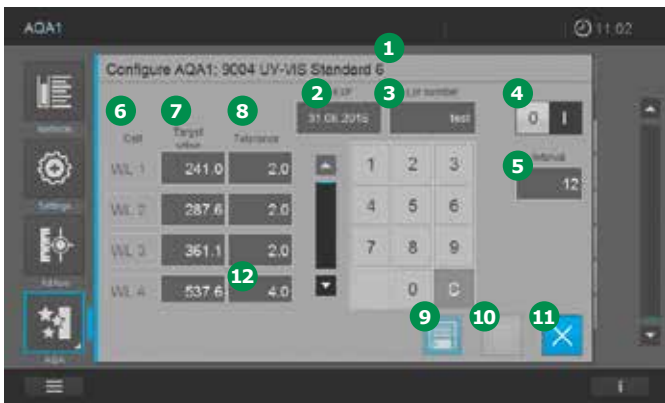 AQA1
11:02
1
Configure AQA1: 9004 UV-VIS Standard 6
2
3
4
number
31.08.2015
test
0 I
5
Interval
12
6
7
8
Cell
Target value
Tolerance
WL 1 241.0 2.0
WL 2 287.6 2.0
WL 3 361.1 2.0
12
WL 4 537.6 4.0
1 2 3
4 5 6
7 8 9
0 C
9
10
11
Settings
AQA
i